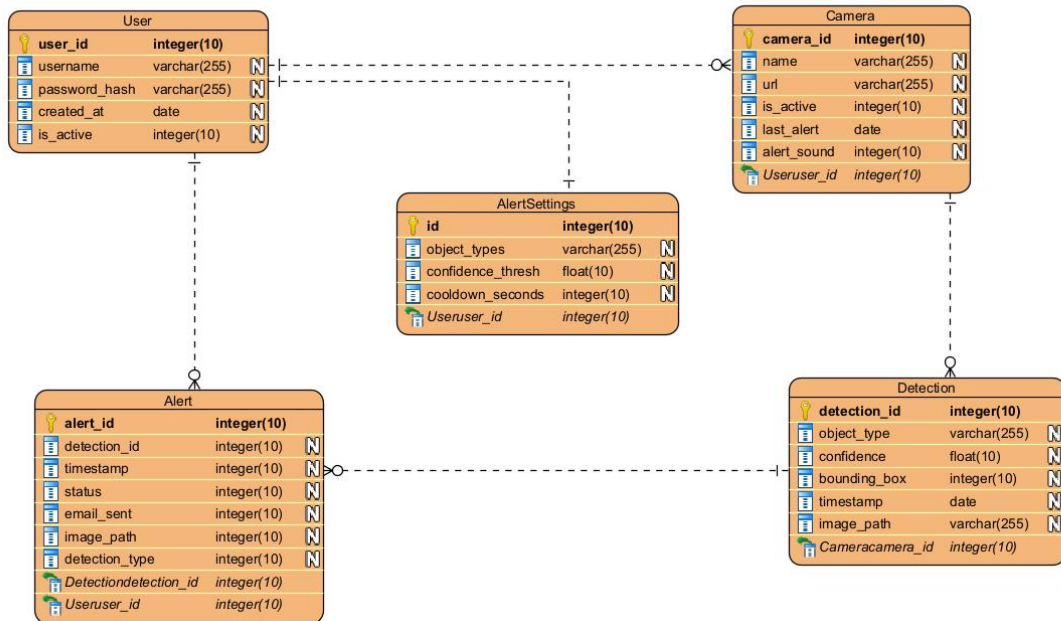 User
user_id integer(10)
username varchar(255) N
password_hash varchar(255) N
created_at date N
is_active integer(10) N
Camera
camera_id integer(10)
name varchar(255) N
url varchar(255) N
is_active integer(10) N
last_alert date N
alert_sound integer(10) N
Useruser_id integer(10)
AlertSettings
id integer(10)
object_types varchar(255) N
confidence_thresh float(10) N
cooldown_seconds integer(10) N
Useruser_id integer(10)
Alert
alert_id integer(10)
detection_id integer(10) N
timestamp integer(10) N
status integer(10) N
email_sent integer(10) N
image_path integer(10) N
detection_type integer(10) N
Detectiondetection_id integer(10)
Useruser_id integer(10)
Detection
detection_id integer(10)
object_type varchar(255) N
confidence float(10) N
bounding_box integer(10) N
timestamp date N
image_path varchar(255) N
Cameracamera_id integer(10)